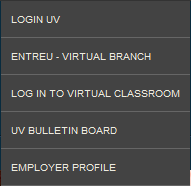 LOGIN UV
ENTREU - VIRTUAL BRANCH
LOG IN TO VIRTUAL CLASSROOM
UV BULLETIN BOARD
EMPLOYER PROFILE